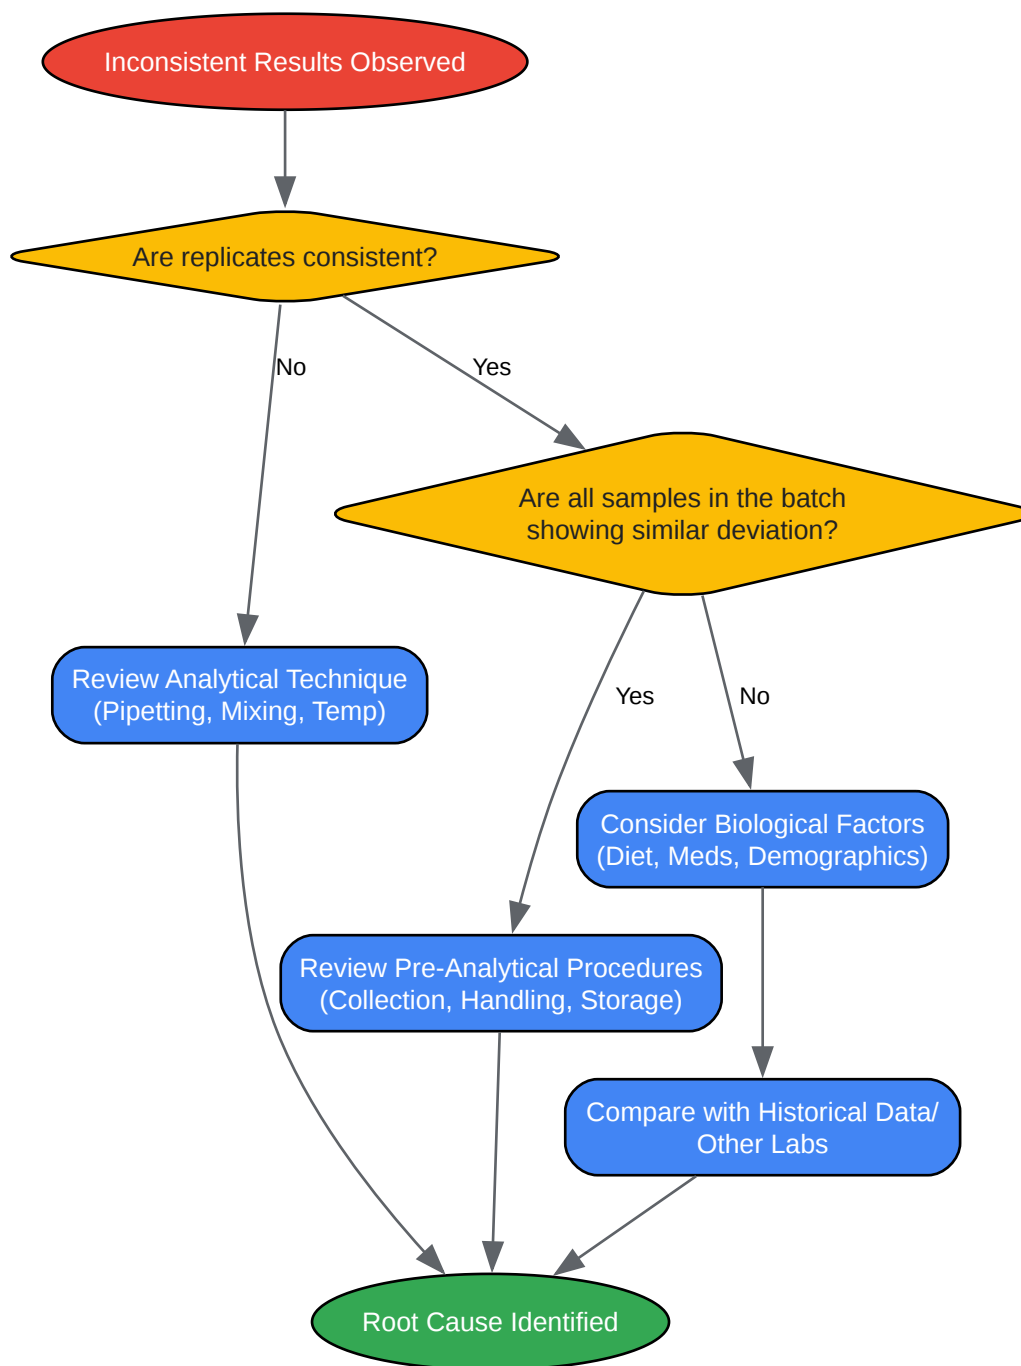 Inconsistent Results Observed
Are replicates consistent?
No
Yes
Are all samples in the batch
showing similar deviation?
Review Analytical Technique
(Pipetting, Mixing, Temp)
Yes
No
Consider Biological Factors
(Diet, Meds, Demographics)
Review Pre-Analytical Procedures
(Collection, Handling, Storage)
Compare with Historical Data/
Other Labs
Root Cause Identified